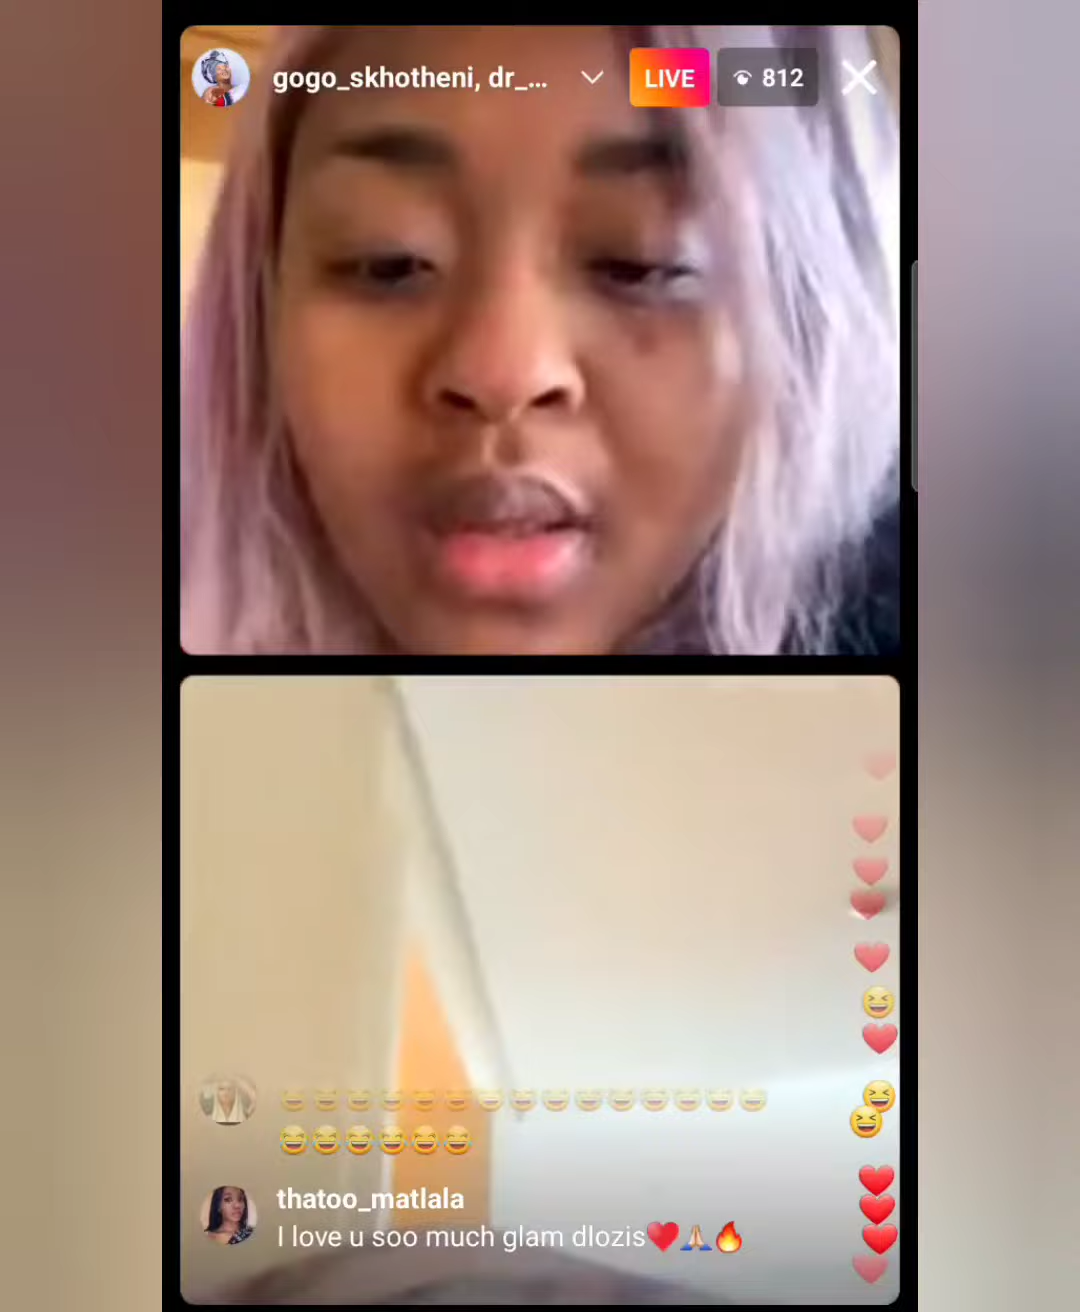 gogo_skhotheni, dr_...
LIVE
812
thatoo_matlala
I love u soo much glam dlozis❤️🙏🔥